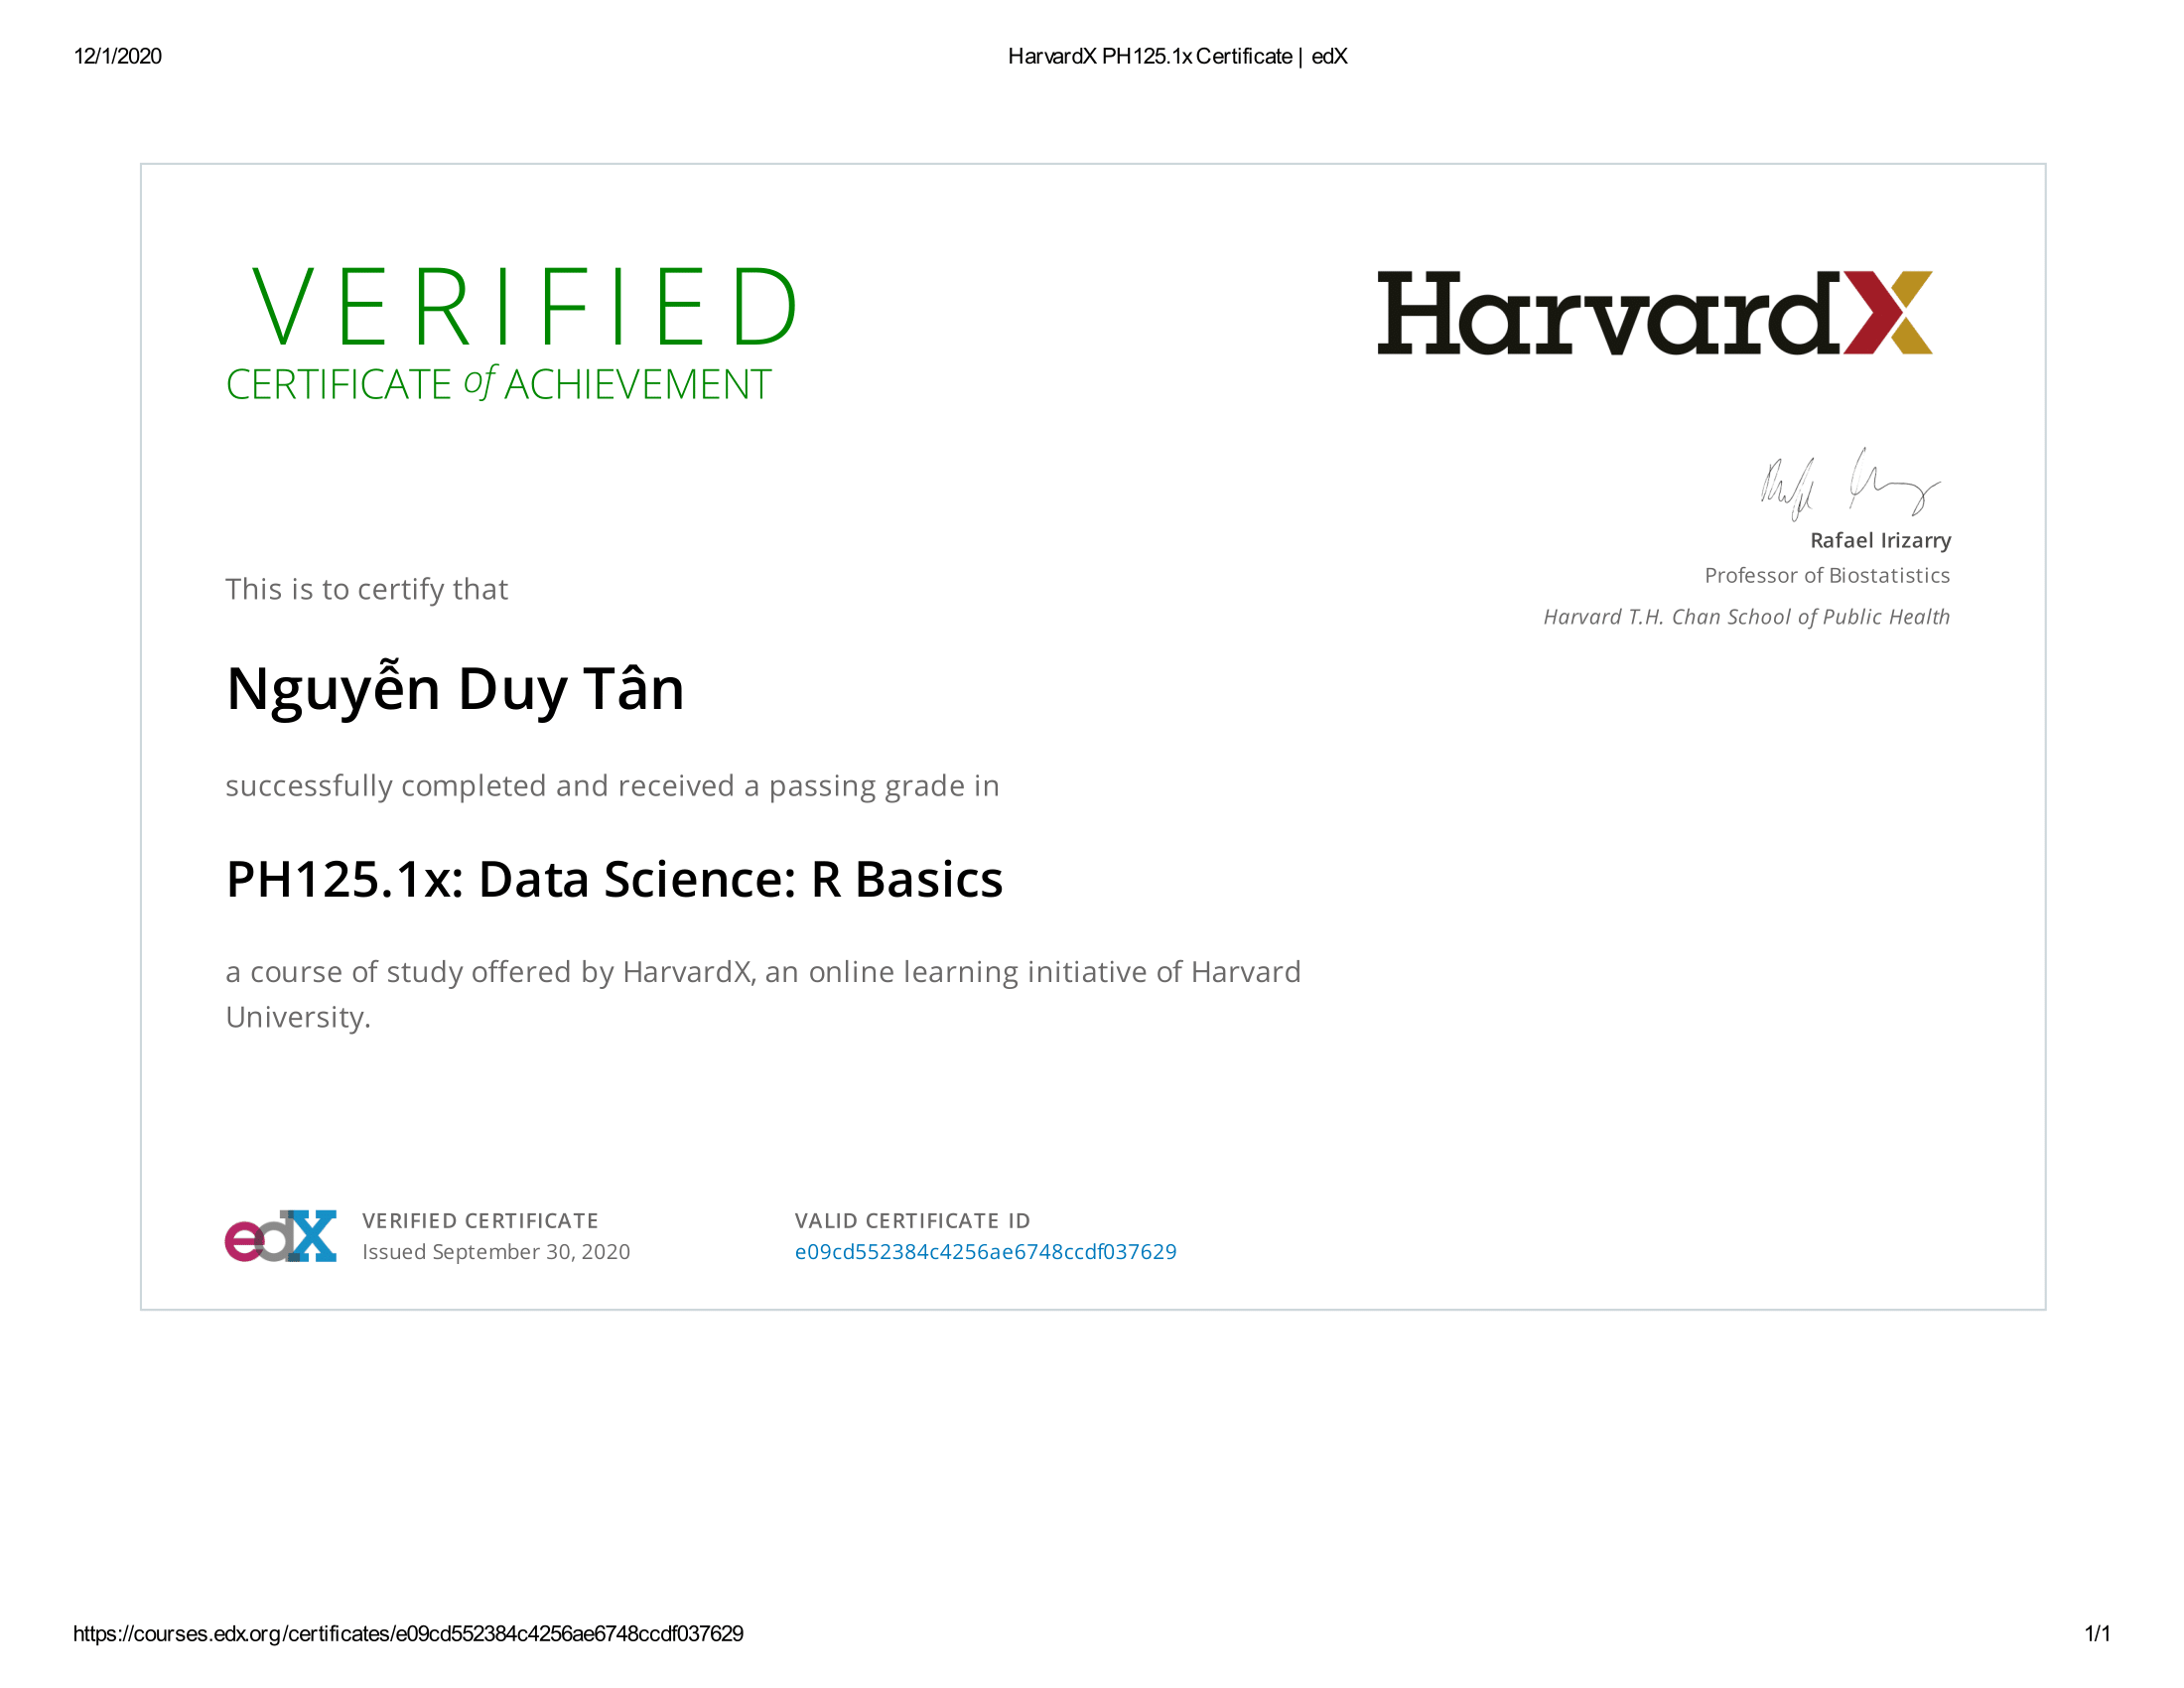 12/1/2020
HarvardX PH125.1x Certificate | edX
VERIFIED
CERTIFICATE of ACHIEVEMENT
HarvardX
Rafael Irizarry
Professor of Biostatistics
Harvard T.H. Chan School of Public Health
This is to certify that
Nguyễn Duy Tân
successfully completed and received a passing grade in
PH125.1x: Data Science: R Basics
a course of study offered by HarvardX, an online learning initiative of Harvard
University.
edX
VERIFIED CERTIFICATE
Issued September 30, 2020
VALID CERTIFICATE ID
e09cd552384c4256ae6748ccdf037629
https://courses.edx.org/certificates/e09cd552384c4256ae6748ccdf037629
1/1